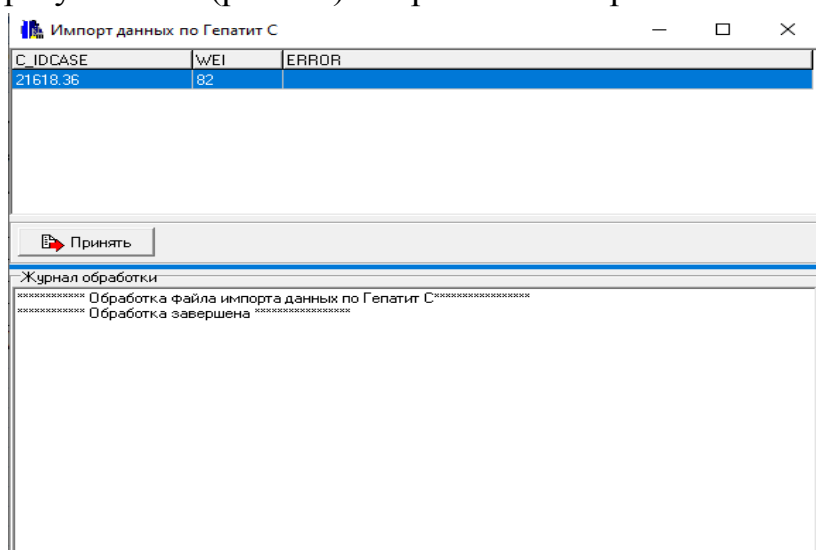 Импорт данных по Гепатит С
C_IDCASE WEI ERROR
21618.36 82
Принять
Журнал обработки
************ Обработка файла импорта данных по Гепатит С*****************
************ Обработка завершена *****************